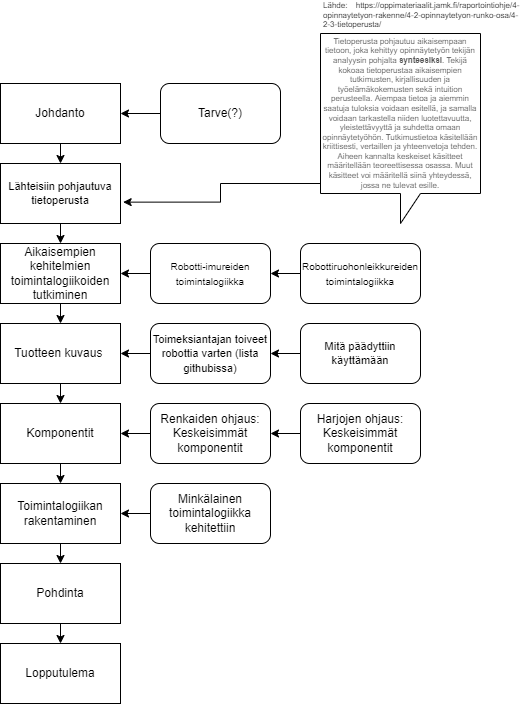 Lähde: https://oppimateriaalit.jamk.fi/raportointiohje/4-
opinnaytetyon-rakenne/4-2-opinnaytetyon-runko-osa/4-
2-3-tietoperusta/
Tietoperusta pohjautuu aikaisempaan
tietoon, joka kehittyy opinnäytetyön tekijän
analyysin pohjalta synteesiksi. Tekijä
kokoaa tietoperustaa aikaisempien
tutkimusten, kirjallisuuden ja
työelämäkokemusten sekä intuition
perusteella. Aiempaa tietoa ja aiemmin
saatuja tuloksia voidaan esitellä, ja samalla
voidaan tarkastella niiden luotettavuutta,
yleistettävyyttä ja suhdetta omaan
opinnäytetyöhön. Tutkimustietoa käsitellään
kriittisesti, vertaillen ja yhteenvetoja tehden.
Aiheen kannalta keskeiset käsitteet
määritellään teoreettisessa osassa. Muut
käsitteet voi määritellä siinä yhteydessä,
jossa ne tulevat esille.
Johdanto
Tarve(?)
Lähteisiin pohjautuva
tietoperusta
Aikaisempien
kehitelmien
toimintalogiikoiden
tutkiminen
Robotti-imureiden
toimintalogiikka
Robottiruohonleikkureiden
toimintalogiikka
Tuotteen kuvaus
Toimeksiantajan toiveet
robottia varten (lista
githubissa)
Mitä päädyttiin
käyttämään
Komponentit
Renkaiden ohjaus:
Keskeisimmät
komponentit
Harjojen ohjaus:
Keskeisimmät
komponentit
Toimintalogiikan
rakentaminen
Minkälainen
toimintalogiikka
kehitettiin
Pohdinta
Lopputulema